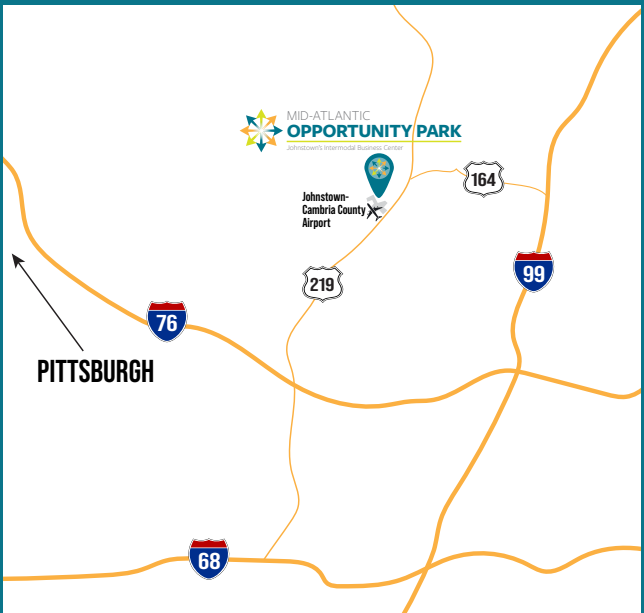 MID-ATLANTIC
OPPORTUNITY PARK
Johnstown's Intermodal Business Center
164
Johnstown-
Cambria County
Airport
99
219
76
PITTSBURGH
68